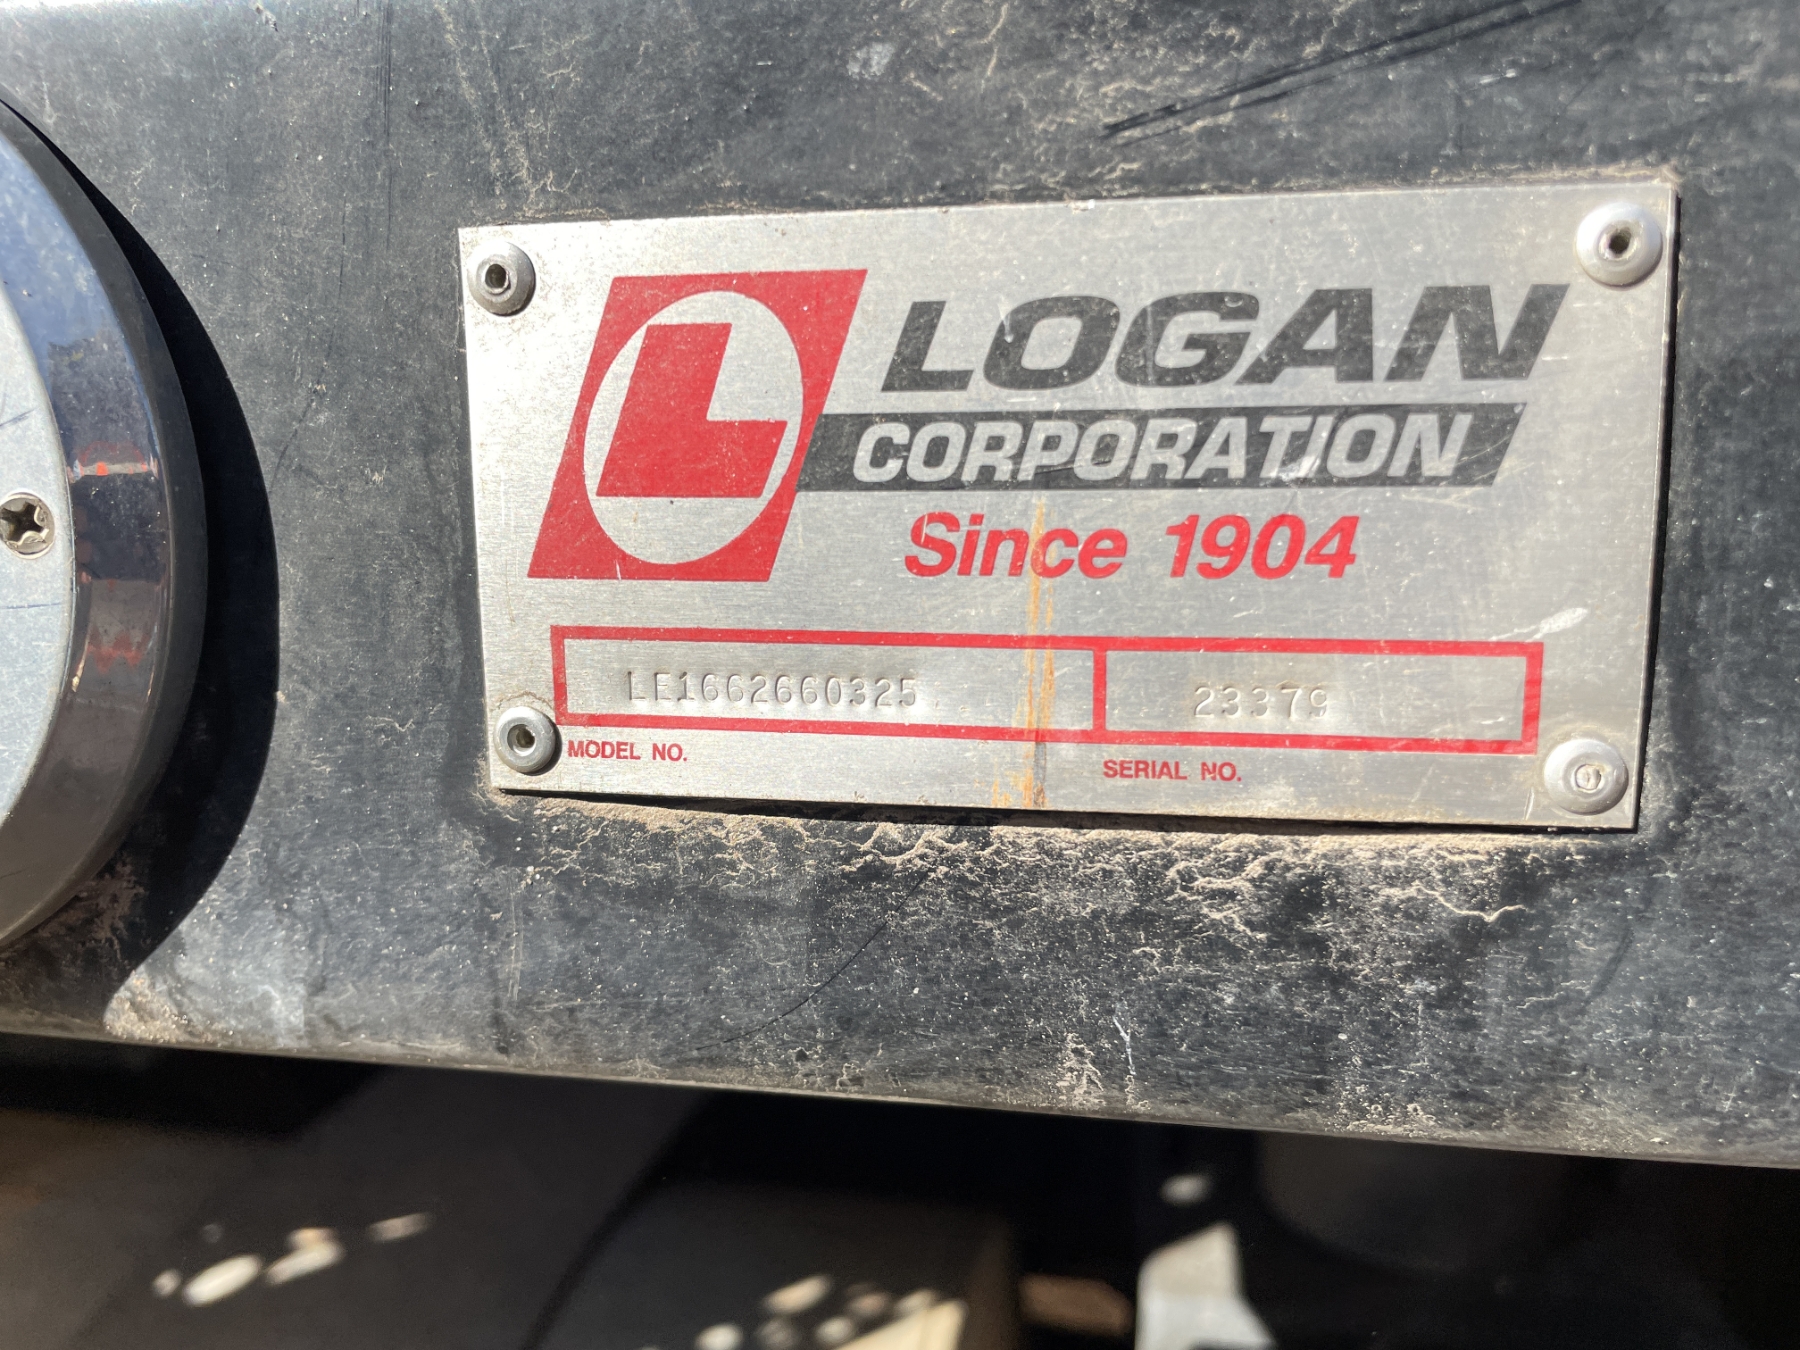 L
LOGAN
CORPORATION
Since 1904
LE1662660325
23379
MODEL NO.
SERIAL NO.